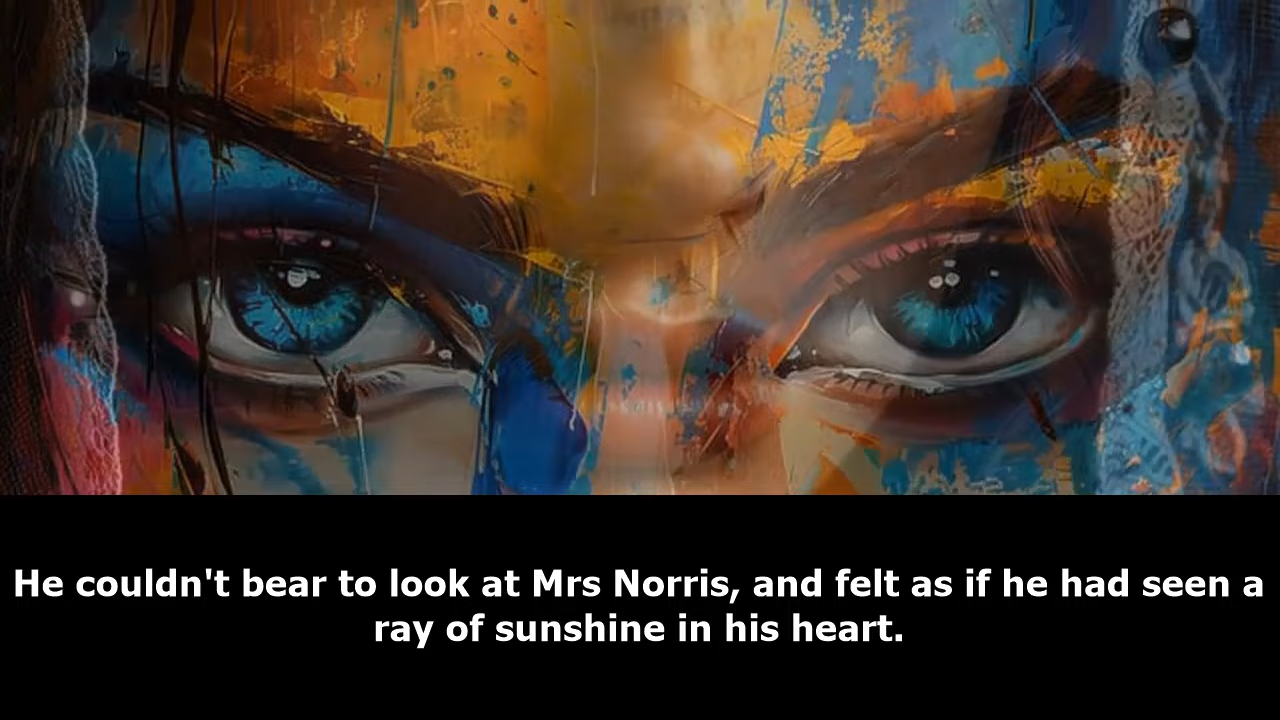 He couldn't bear to look at Mrs Norris, and felt as if he had seen a
ray of sunshine in his heart.